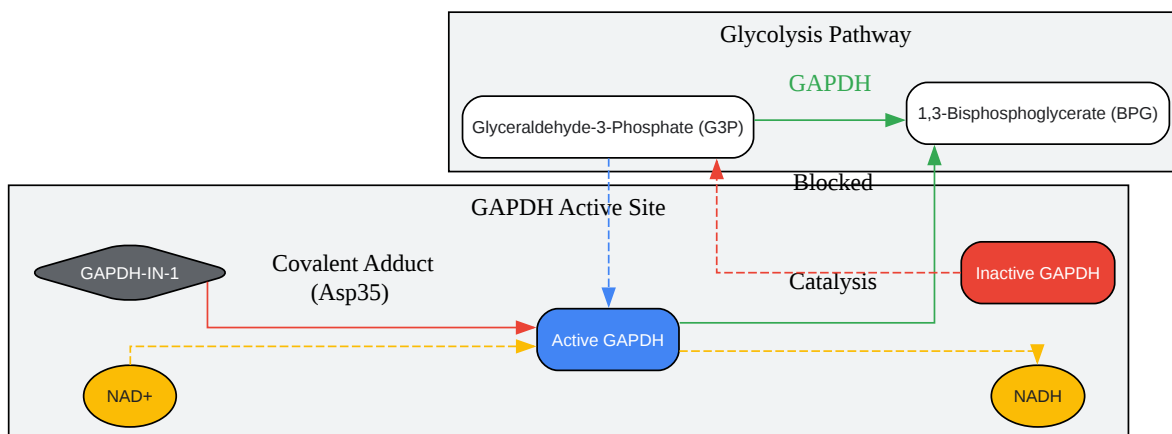 Glycolysis Pathway
GAPDH
Glyceraldehyde-3-Phosphate (G3P)
1,3-Bisphosphoglycerate (BPG)
Blocked
GAPDH Active Site
GAPDH-IN-1
Covalent Adduct
(Asp35)
Catalysis
Inactive GAPDH
Active GAPDH
NAD+
NADH